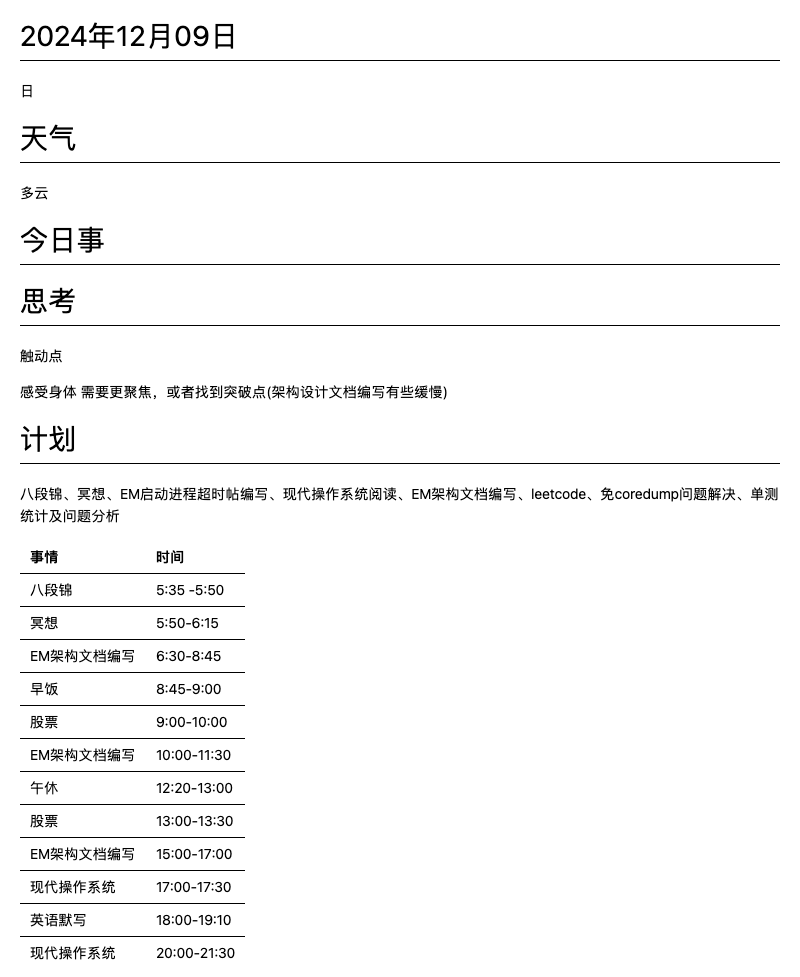 2024年12月09日
日
天气
多云
今日事
思考
触动点
感受身体 需要更聚焦，或者找到突破点(架构设计文档编写有些缓慢)
计划
八段锦、冥想、EM启动进程超时帖编写、现代操作系统阅读、EM架构文档编写、leetcode、免coredump问题解决、单测
统计及问题分析
事情 时间
八段锦 5:35 -5:50
冥想 5:50-6:15
EM架构文档编写 6:30-8:45
早饭 8:45-9:00
股票 9:00-10:00
EM架构文档编写 10:00-11:30
午休 12:20-13:00
股票 13:00-13:30
EM架构文档编写 15:00-17:00
现代操作系统 17:00-17:30
英语默写 18:00-19:10
现代操作系统 20:00-21:30